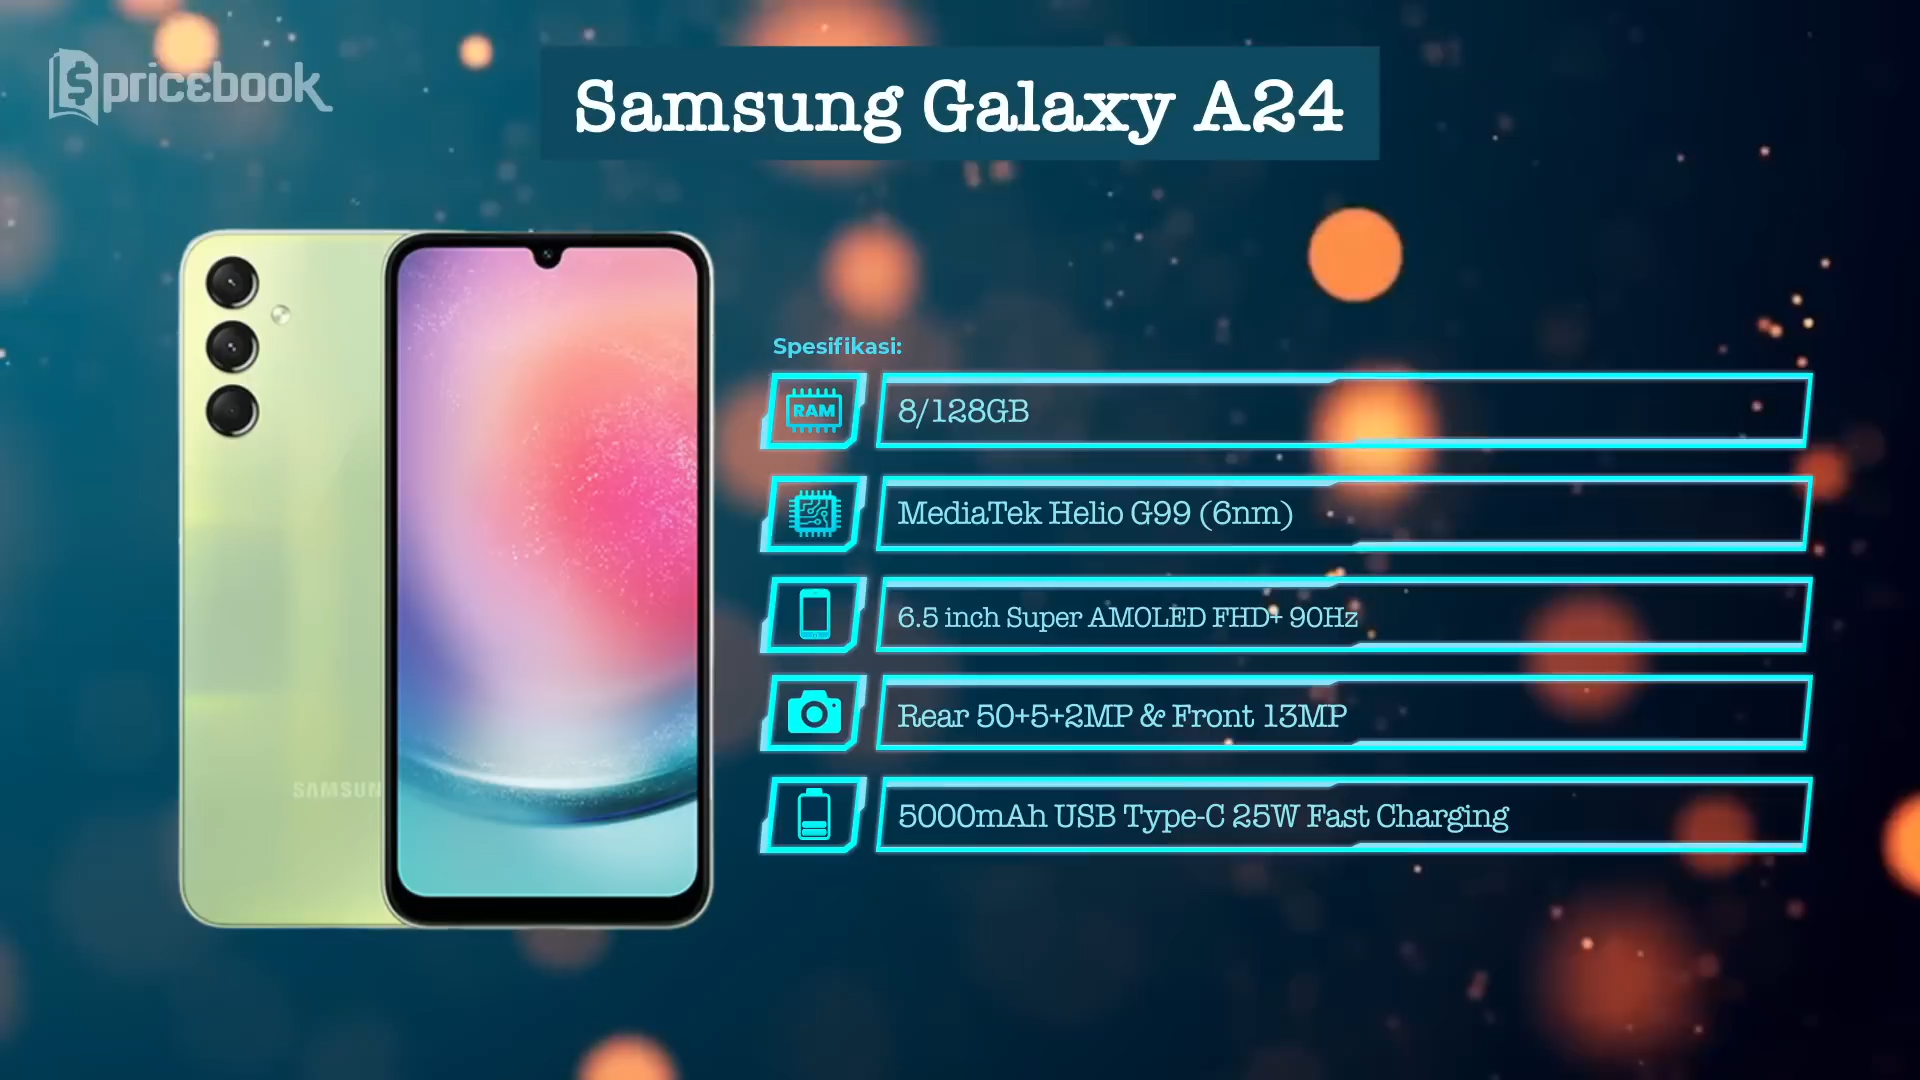 pricebook
Samsung Galaxy A24
Spesifikasi:
RAM
8/128GB
MediaTek Helio G99 (6nm)
6.5 inch Super AMOLED FHD+ 90Hz
Rear 50+5+2MP & Front 13MP
SAMSUN
5000mAh USB Type-C 25W Fast Charging